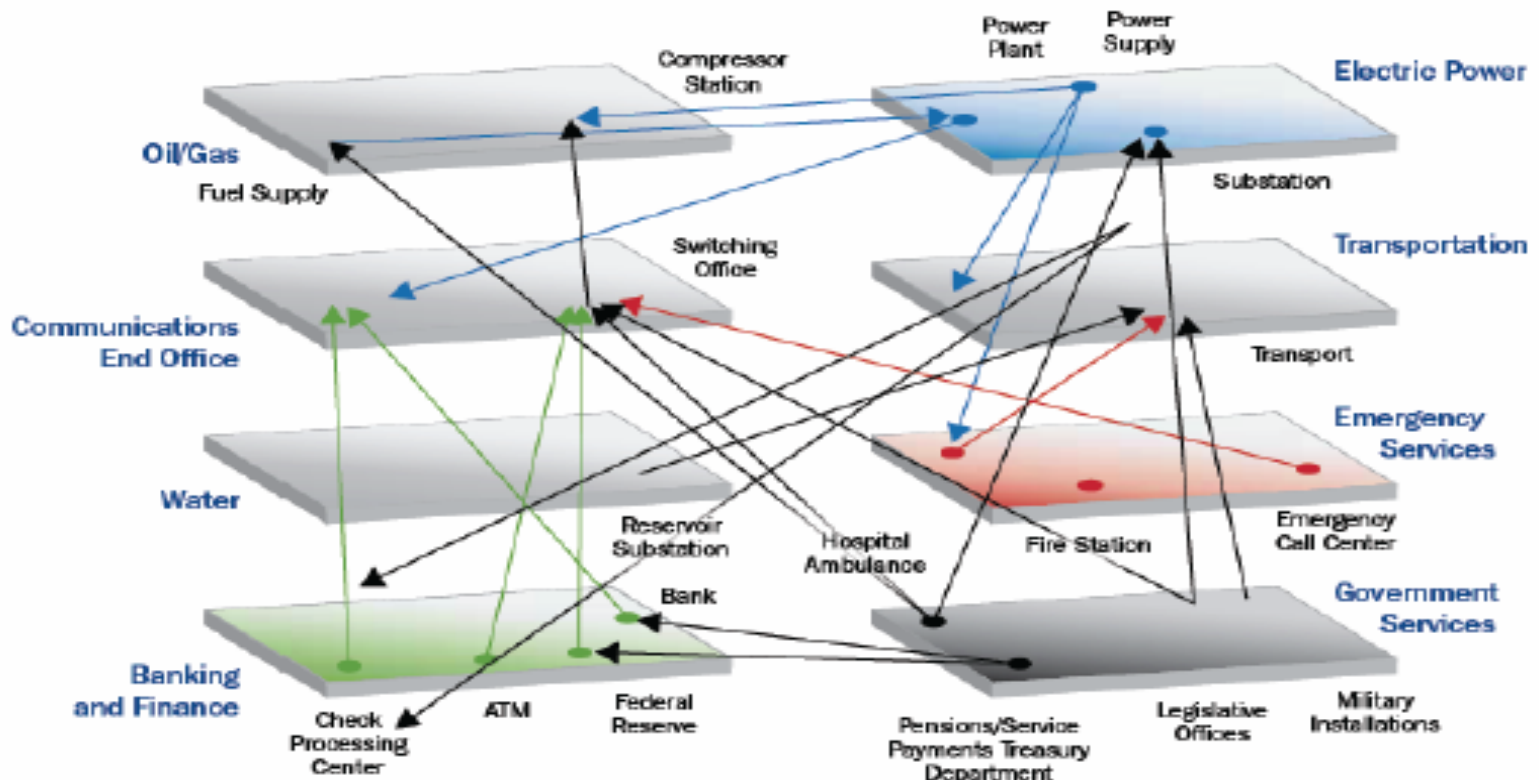 Power
Plant
Power
Supply
Compressor
Station
Electric Power
Oil/Gas
Fuel Supply
Substation
Switching
Office
Transportation
Communications
End Office
Transport
Emergency
Services
Water
Reservoir
Substation
Hospital
Ambulance
Fire Station
Emergency
Call Center
Bank
Government
Services
Banking
and Finance
Check
Processing
Center
ATM
Federal
Reserve
Pensions/Service
Payments Treasury
Department
Legislative
Offices
Military
Installations